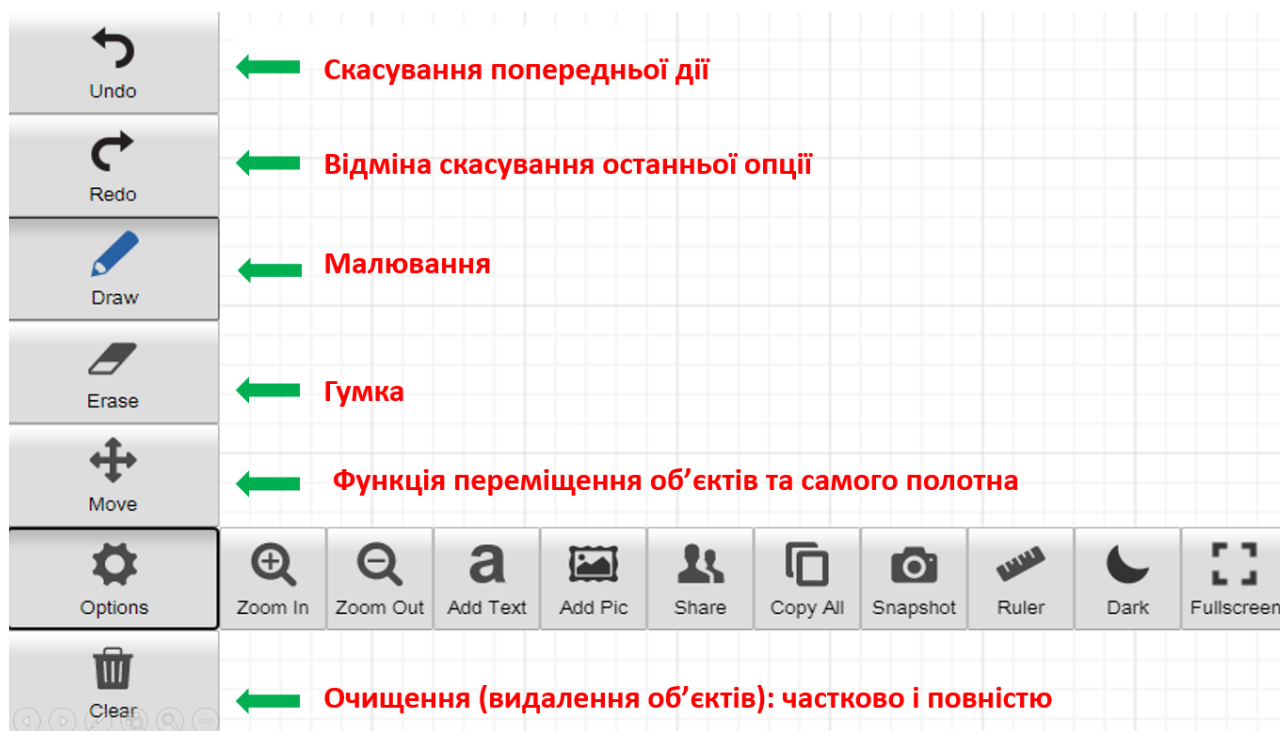 Undo
Скасування попередньої дії
Redo
Відміна скасування останньої опції
Draw
Малювання
Erase
Гумка
Move
Функція переміщення об’єктів та самого полотна
Options
Zoom In
Zoom Out
a
Add Text
Add Pic
Share
Copy All
Snapshot
Ruler
Dark
Fullscreen
Clear
Очищення (видалення об’єктів): частково і повністю